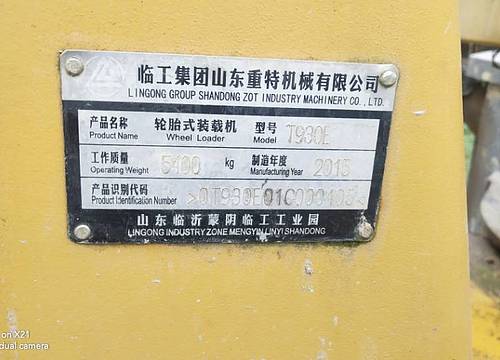 临工集团山东重特机械有限公司
LINGONG GROUP SHANDONG ZOT INDUSTRY MACHINERY CO., LTD.
产品名称 轮胎式装载机 型号 T930E
Product Name Wheel Loader
工作质量 5400 kg 制造年度 2015
Operating Weight Manufacturing Year
产品识别代码
Product Identification Number
山东临沂蒙阴临工工业园
LINGONG INDUSTRY ZONE MENGYIN LINYI SHANDONG
on X21
dual camera